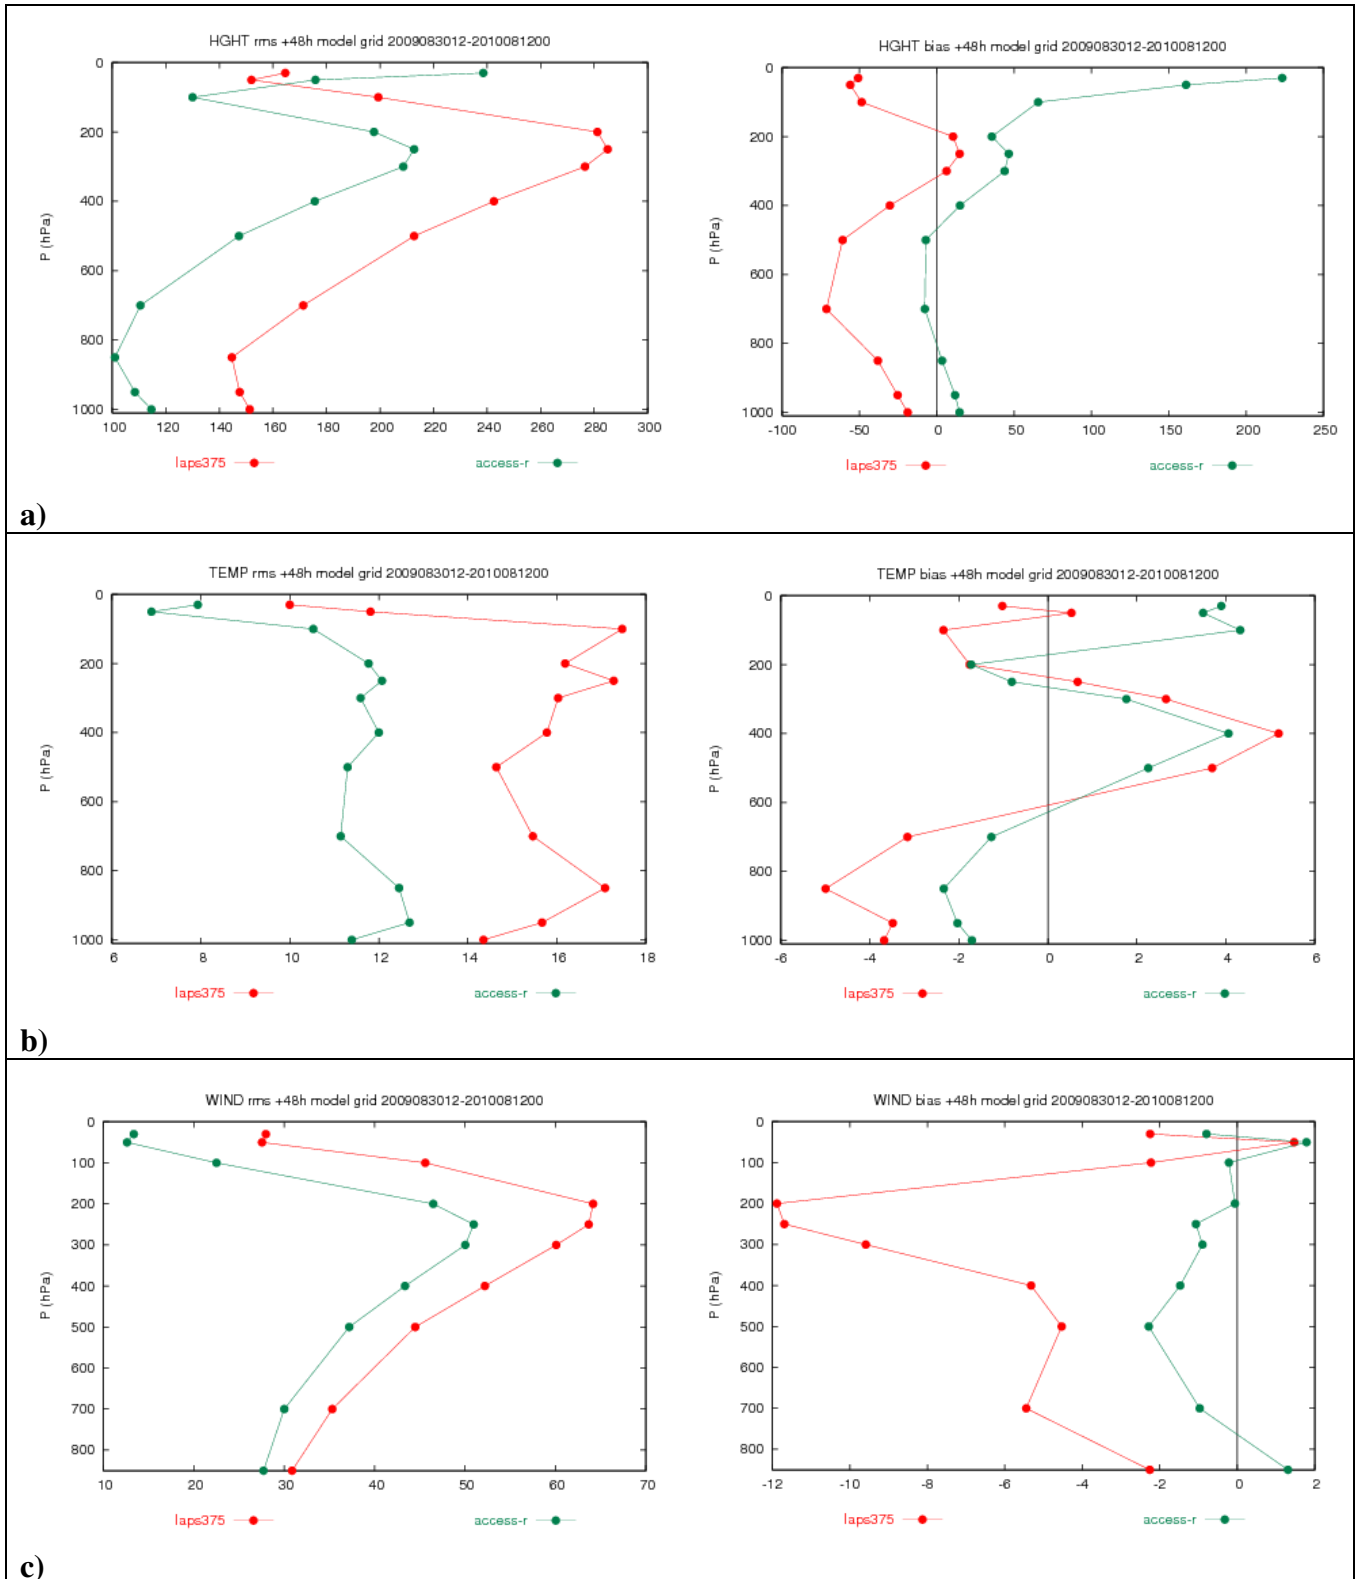 HGHT rms +48h model grid 2009083012-2010081200
0
200
400
600
800
1000
P (hPa)
100 120 140 160 180 200 220 240 260 280 300
laps375 access-r
HGHT bias +48h model grid 2009083012-2010081200
0
200
400
600
800
1000
P (hPa)
-100 -50 0 50 100 150 200 250
laps375 access-r
a)
TEMP rms +48h model grid 2009083012-2010081200
0
200
400
600
800
1000
P (hPa)
6 8 10 12 14 16 18
laps375 access-r
TEMP bias +48h model grid 2009083012-2010081200
0
200
400
600
800
1000
P (hPa)
-6 -4 -2 0 2 4 6
laps375 access-r
b)
WIND rms +48h model grid 2009083012-2010081200
0
100
200
300
400
500
600
700
800
P (hPa)
10 20 30 40 50 60 70
laps375 access-r
WIND bias +48h model grid 2009083012-2010081200
0
100
200
300
400
500
600
700
800
P (hPa)
-12 -10 -8 -6 -4 -2 0 2
laps375 access-r
c)